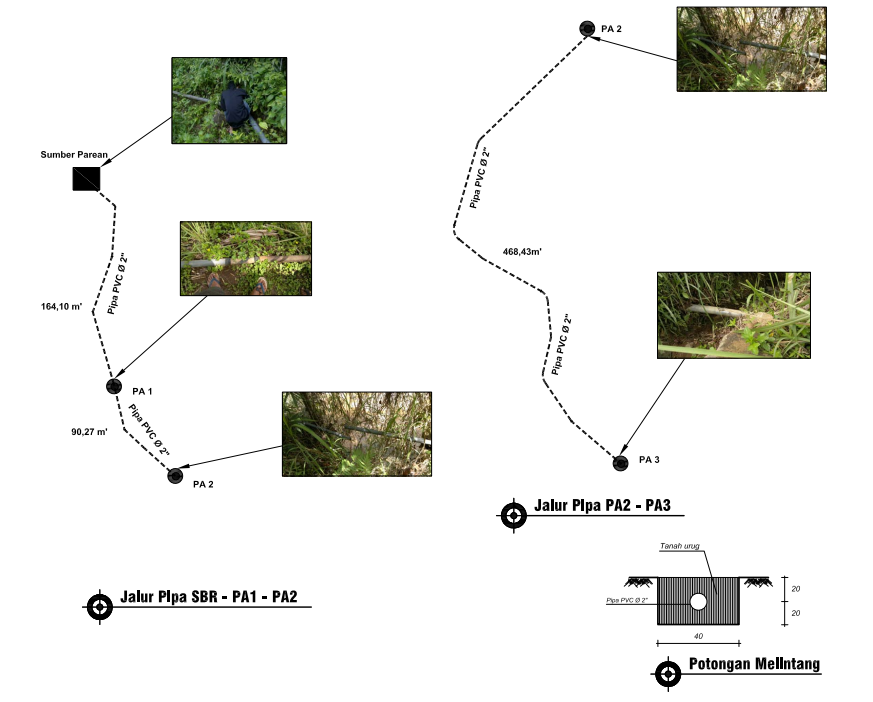 Sumber Parean
Pipa PVC Ø 2"
164,10 m'
PA 1
Pipa PVC Ø 2"
90,27 m'
PA 2
Jalur Pipa SBR - PA1 - PA2
PA 2
Pipa PVC Ø 2"
468,43m'
Pipa PVC Ø 2"
PA 3
Jalur Pipa PA2 - PA3
Tanah urug
Pipa PVC Ø 2"
20
20
40
Potongan Melintang